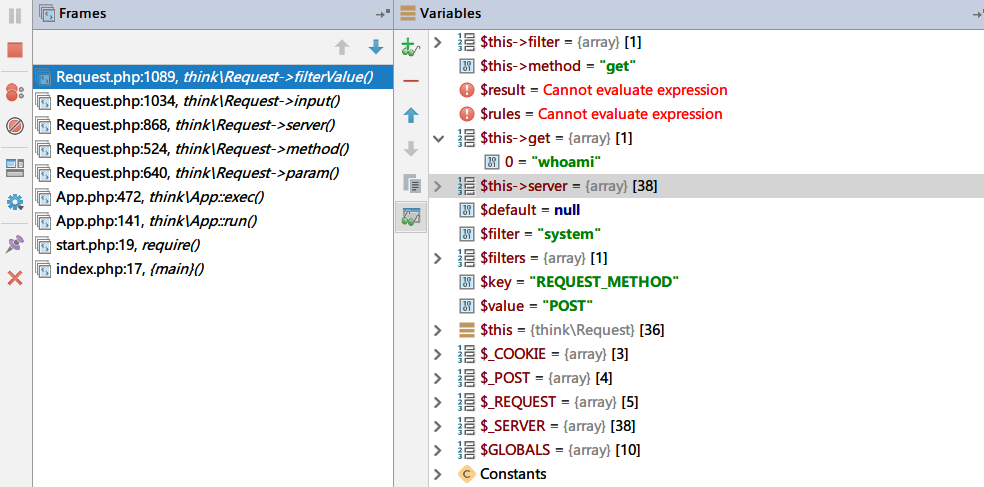 Frames
Request.php:1089, think\Request->filterValue()
Request.php:1034, think\Request->input()
Request.php:868, think\Request->server()
Request.php:524, think\Request->method()
Request.php:640, think\Request->param()
App.php:472, think\App::exec()
App.php:141, think\App::run()
start.php:19, require()
index.php:17, {main}()
Variables
$this->filter = {array} [1]
$this->method = "get"
$result = Cannot evaluate expression
$rules = Cannot evaluate expression
$this->get = {array} [1]
0 = "whoami"
$this->server = {array} [38]
$default = null
$filter = "system"
$filters = {array} [1]
$key = "REQUEST_METHOD"
$value = "POST"
$this = {think\Request} [36]
$_COOKIE = {array} [3]
$_POST = {array} [4]
$_REQUEST = {array} [5]
$_SERVER = {array} [38]
$GLOBALS = {array} [10]
Constants